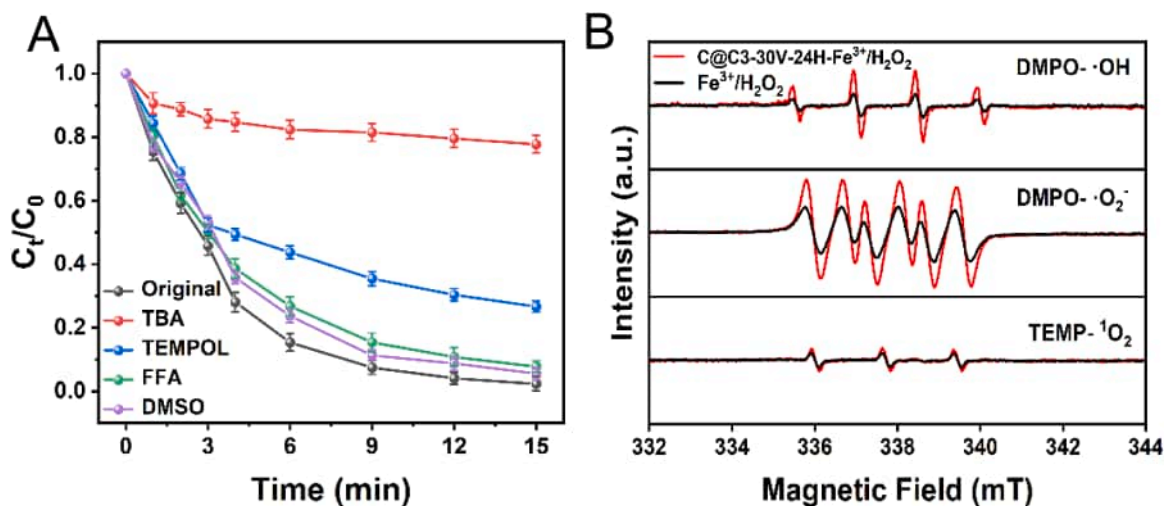 A
C_t/C_0
1.0
0.8
0.6
0.4
0.2
0.0
Original
TBA
TEMPOL
FFA
DMSO
0 3 6 9 12 15
Time (min)
B
Intensity (a.u.)
C@C3-30V-24H-Fe³⁺/H₂O₂
Fe³⁺/H₂O₂
DMPO- ·OH
DMPO- ·O₂⁻
TEMP- ¹O₂
332 334 336 338 340 342 344
Magnetic Field (mT)